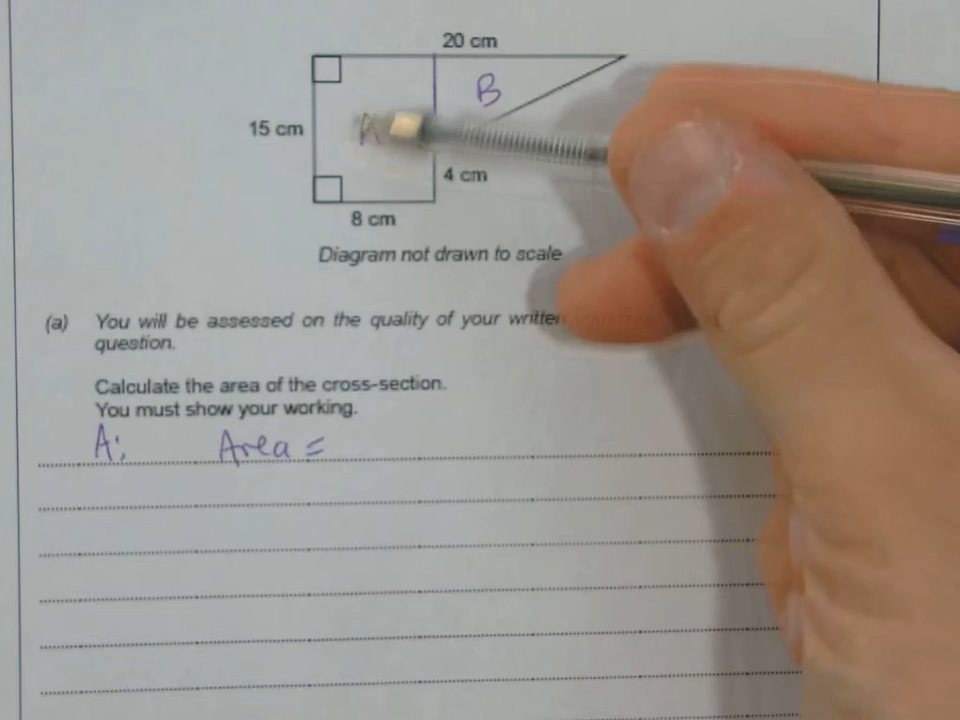 20 cm
B
15 cm
A
4 cm
8 cm
Diagram not drawn to scale
(a) You will be assessed on the quality of your written
question.
Calculate the area of the cross-section.
You must show your working.
A: Area =